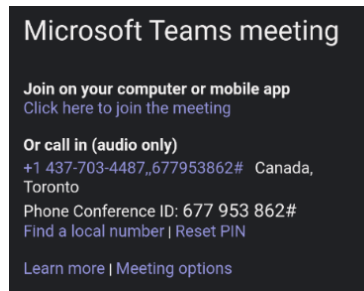 Microsoft Teams meeting
Join on your computer or mobile app
Click here to join the meeting
Or call in (audio only)
+1 437-703-4487,,677953862# Canada,
Toronto
Phone Conference ID: 677 953 862#
Find a local number | Reset PIN
Learn more | Meeting options